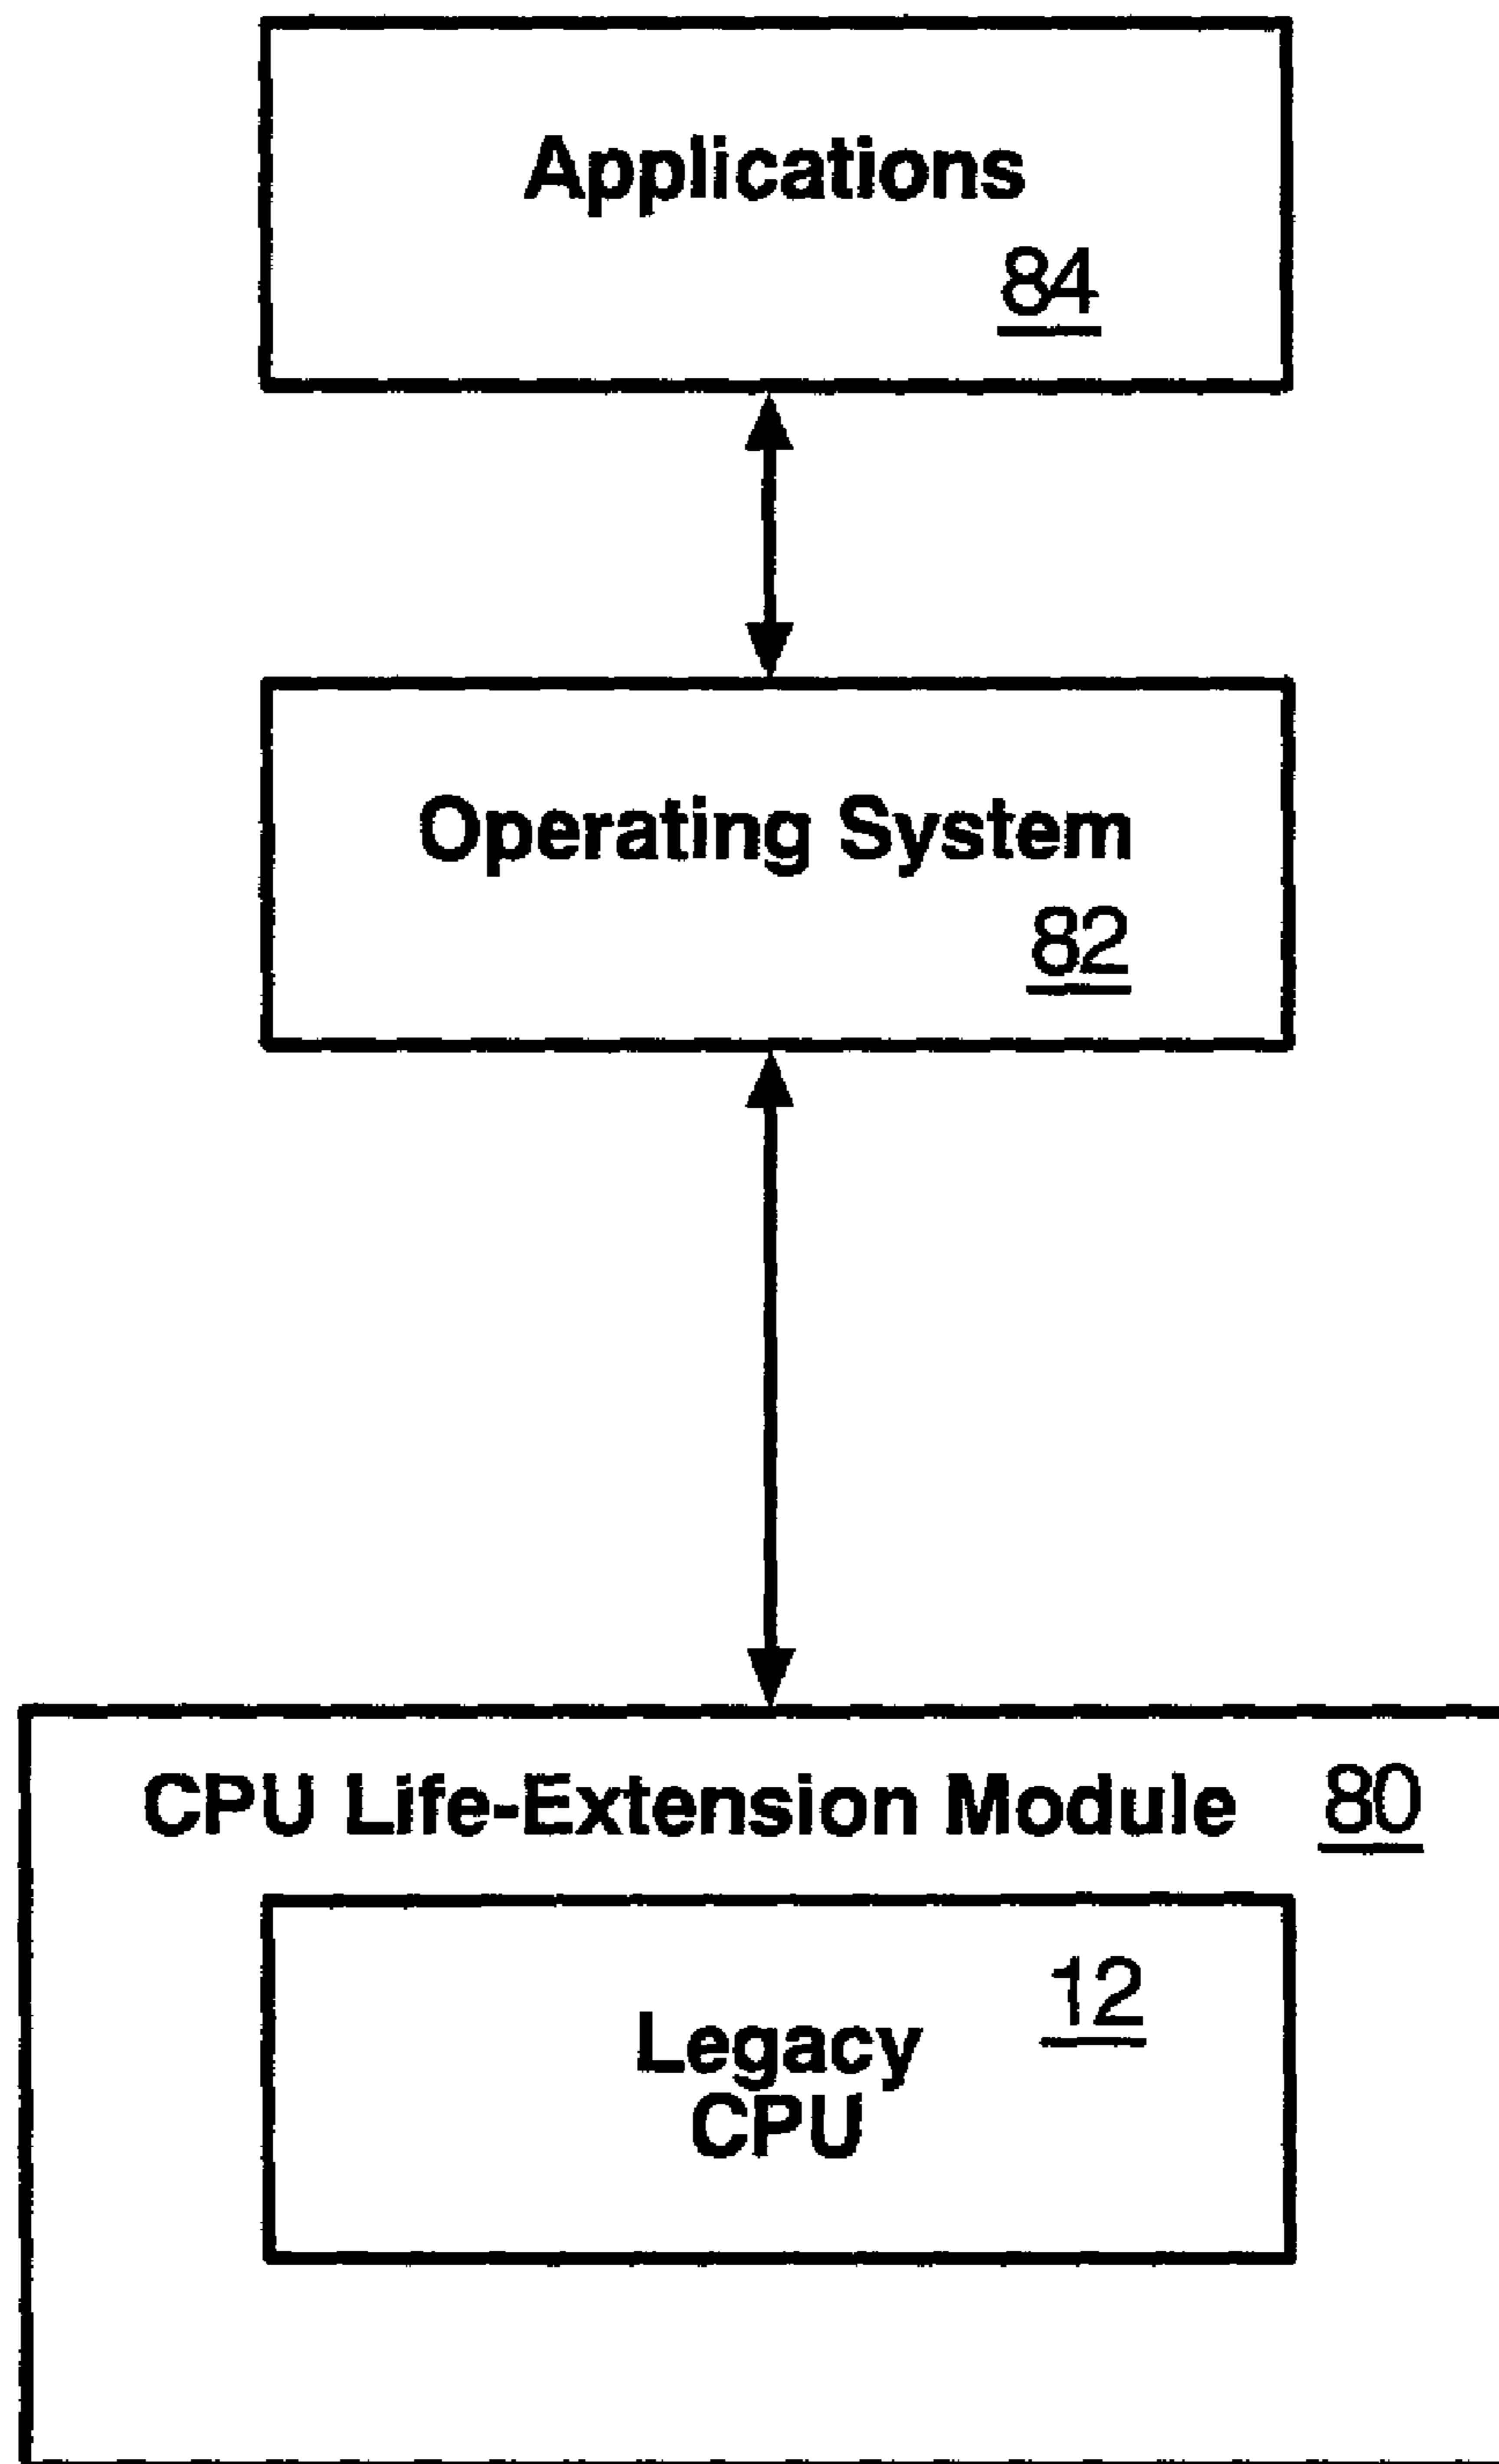 Applications
84
Operating System
82
CPU Life-Extension Module 80
12
Legacy
CPU